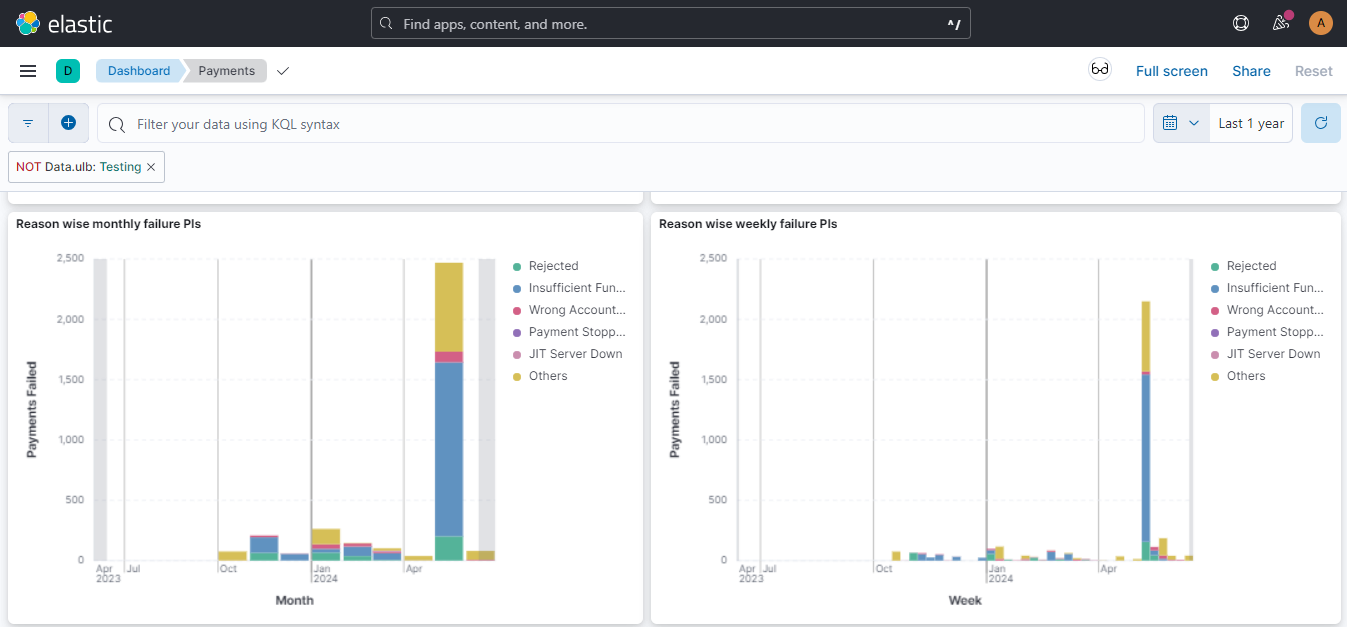 elastic
Find apps, content, and more.
^/
A
D
Dashboard
Payments
Full screen
Share
Reset
Filter your data using KQL syntax
Last 1 year
NOT Data.ulb: Testing
Reason wise monthly failure PIs
2,500
2,000
1,500
1,000
500
0
Payments Failed
Apr
2023
Jul
Oct
Jan
2024
Apr
Month
Rejected
Insufficient Fun...
Wrong Account...
Payment Stopp...
JIT Server Down
Others
Reason wise weekly failure PIs
2,500
2,000
1,500
1,000
500
0
Payments Failed
Apr
2023
Jul
Oct
Jan
2024
Apr
Week
Rejected
Insufficient Fun...
Wrong Account...
Payment Stopp...
JIT Server Down
Others